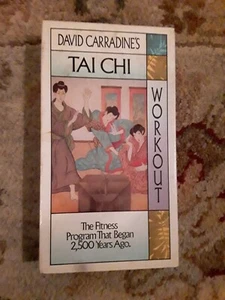 DAVID CARRADINE'S
TAI CHI
WORKOUT
The Fitness
Program That Began
2,500 Years Ago.